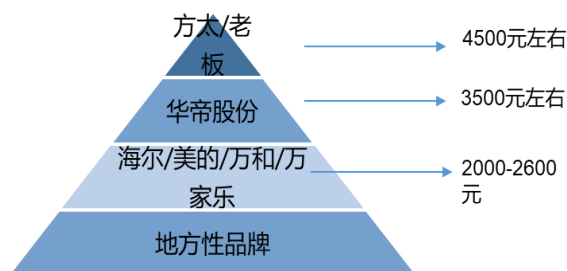 方太/老
板
4500元左右
华帝股份
3500元左右
海尔/美的/万和/万
家乐
2000-2600
元
地方性品牌